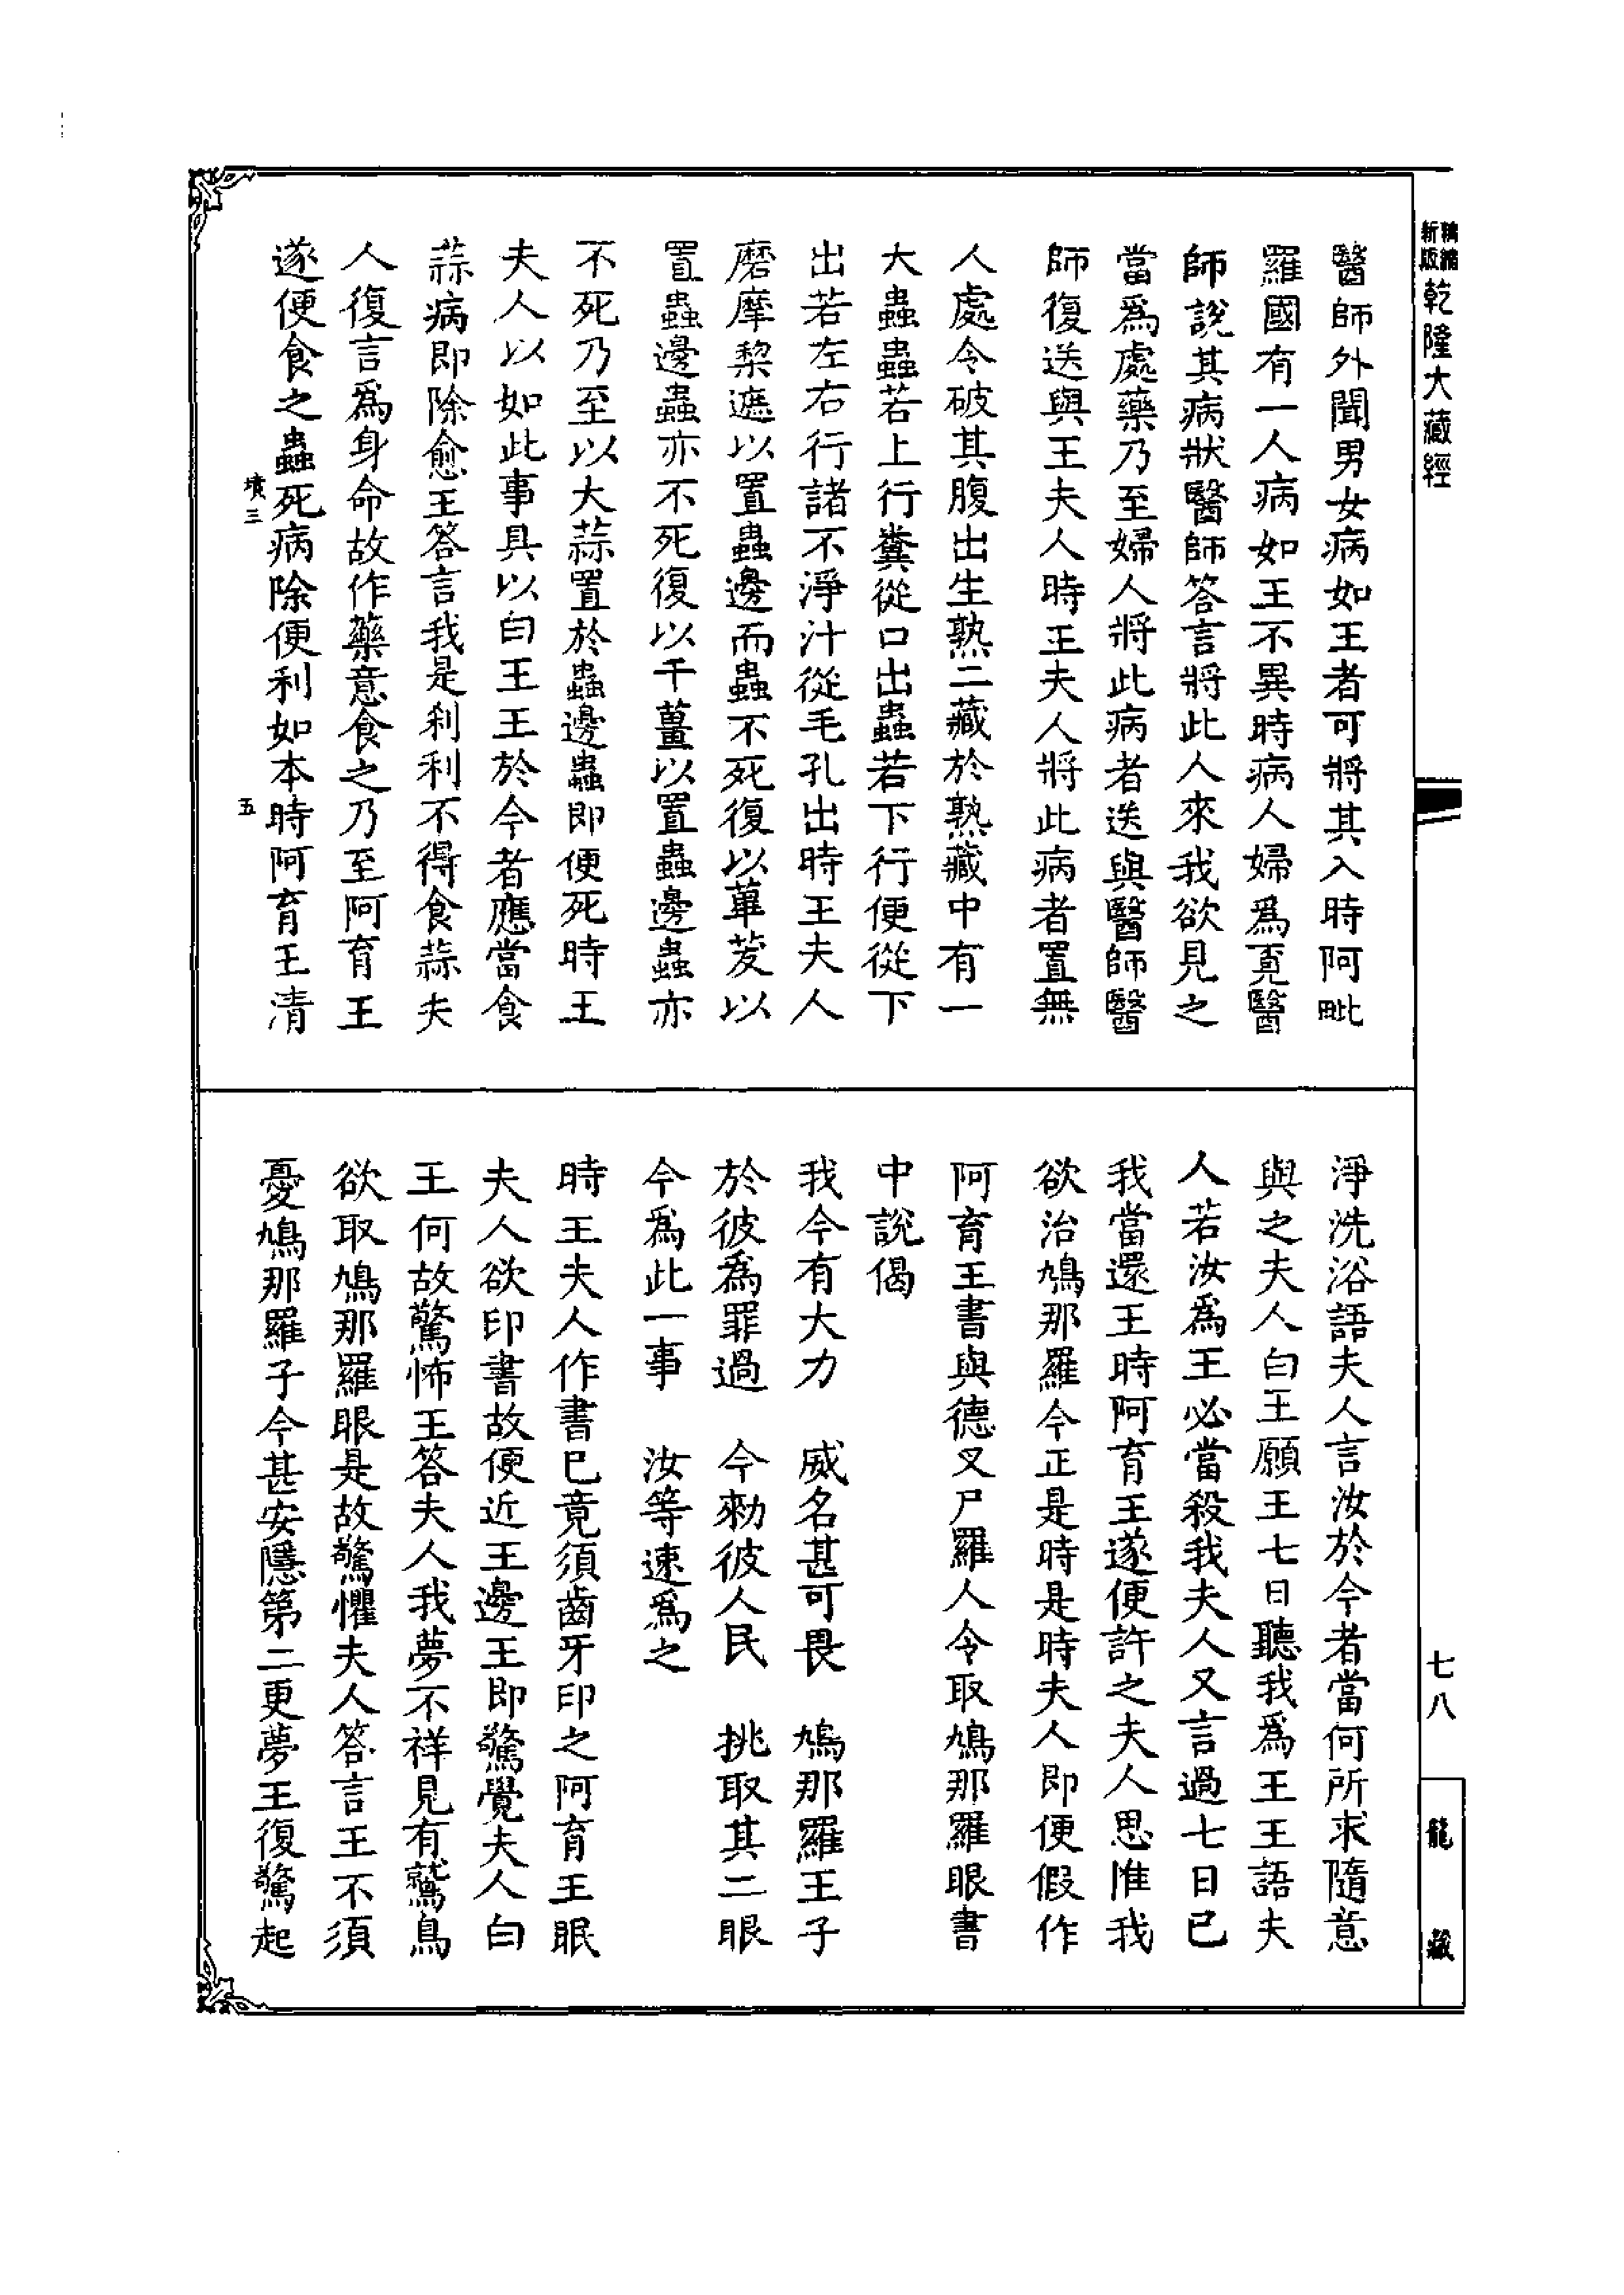 精縮新版乾隆大藏經
醫師外聞男女病如王者可將其入時阿毗
羅國有一人病如王不異時病人婦爲覓醫
師說其病狀醫師答言將此人來我欲見之
當爲處藥乃至婦人將此病者送與醫師醫
師復送與王夫人時王夫人將此病者置無
人處令破其腹出生熟二藏於熟藏中有一
大蟲蟲若上行糞從口出蟲若下行便從下
出若左右行諸不淨汁從毛孔出時王夫人
磨摩棃遮以置蟲邊而蟲不死復以蓽茇以
置蟲邊蟲亦不死復以干薑以置蟲邊蟲亦
不死乃至以大蒜置於蟲邊蟲即便死時王
夫人以如此事具以白王王於今者應當食
蒜病即除愈王答言我是刹利不得食蒜夫
人復言爲身命故作藥意食之乃至阿育王
遂便食之蟲死病除便利如本時阿育王清
墳三
五
淨洗浴語夫人言汝於今者當何所求隨意
與之夫人白王願王七日聽我爲王王語夫
人若汝爲王必當殺我夫人又言過七日已
我當還王時阿育王遂便許之夫人思惟我
欲治鳩那羅今正是時是時夫人即便假作
阿育王書與德叉尸羅人令取鳩那羅眼書
中說偈
我今有大力　威名甚可畏　鳩那羅王子
於彼爲罪過　今勑彼人民　挑取其二眼
今爲此一事　汝等速爲之
時王夫人作書已竟須齒牙印之阿育王眠
夫人欲印書故便近王邊王即驚覺夫人白
王何故驚怖王答夫人我夢不祥見有鷲鳥
欲取鳩那羅眼是故驚懼夫人答言王不須
憂鳩那羅子今甚安隱第二更夢王復驚起
七八
龍藏